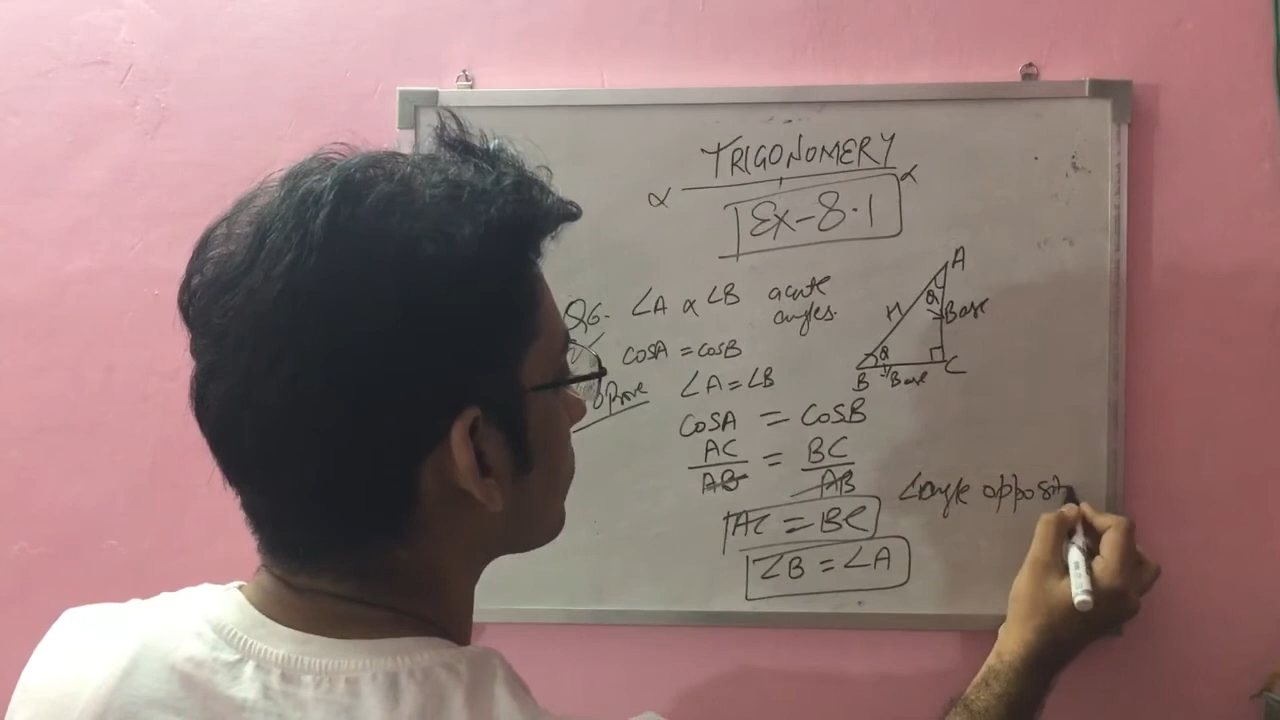 TRIGONOMERY
Ex-8.1
Q6. ∠A & ∠B acute
angles.
cosA = cosB
Prove ∠A = ∠B
cosA = cosB
AC/AB = BC/AB
AC = BC
∠B = ∠A
A
H
θ
Base
B
θ
Base
C
∠angle opposit